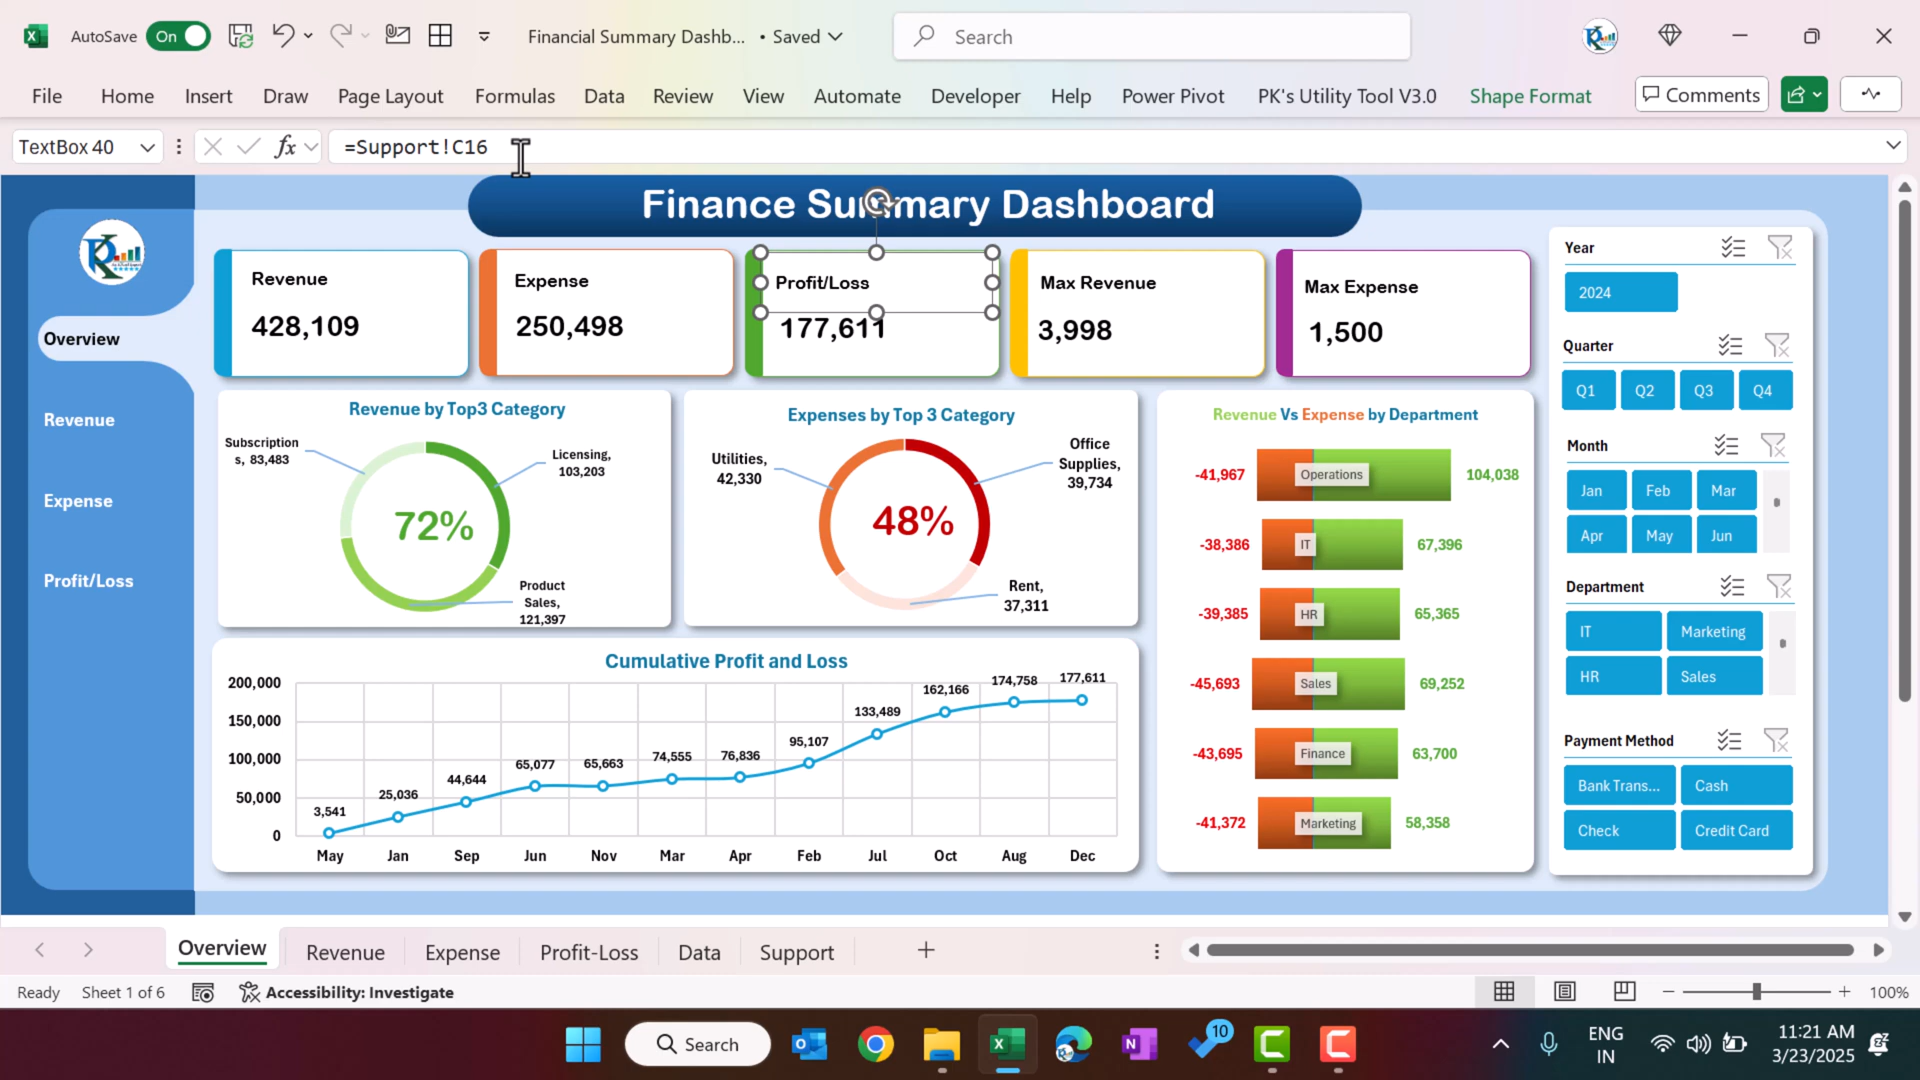 AutoSave On
Financial Summary Dashb... • Saved
Search
File Home Insert Draw Page Layout Formulas Data Review View Automate Developer Help Power Pivot PK's Utility Tool V3.0 Shape Format Comments
TextBox 40
fx
=Support!C16
Finance Summary Dashboard
Revenue
428,109
Expense
250,498
Profit/Loss
177,611
Max Revenue
3,998
Max Expense
1,500
Overview
Revenue
Expense
Profit/Loss
Revenue by Top3 Category
Subscription
s, 83,483
Licensing,
103,203
72%
Product
Sales,
121,397
Expenses by Top 3 Category
Utilities,
42,330
Office
Supplies,
39,734
48%
Rent,
37,311
Revenue Vs Expense by Department
-41,967 Operations 104,038
-38,386 IT 67,396
-39,385 HR 65,365
-45,693 Sales 69,252
-43,695 Finance 63,700
-41,372 Marketing 58,358
Cumulative Profit and Loss
200,000
150,000
100,000
50,000
0
3,541
25,036
44,644
65,077
65,663
74,555
76,836
95,107
133,489
162,166
174,758
177,611
May Jan Sep Jun Nov Mar Apr Feb Jul Oct Aug Dec
Year
2024
Quarter
Q1 Q2 Q3 Q4
Month
Jan Feb Mar
Apr May Jun
Department
IT Marketing
HR Sales
Payment Method
Bank Trans... Cash
Check Credit Card
Overview Revenue Expense Profit-Loss Data Support
Ready Sheet 1 of 6 Accessibility: Investigate
100%
Search
10
ENG
IN
11:21 AM
3/23/2025